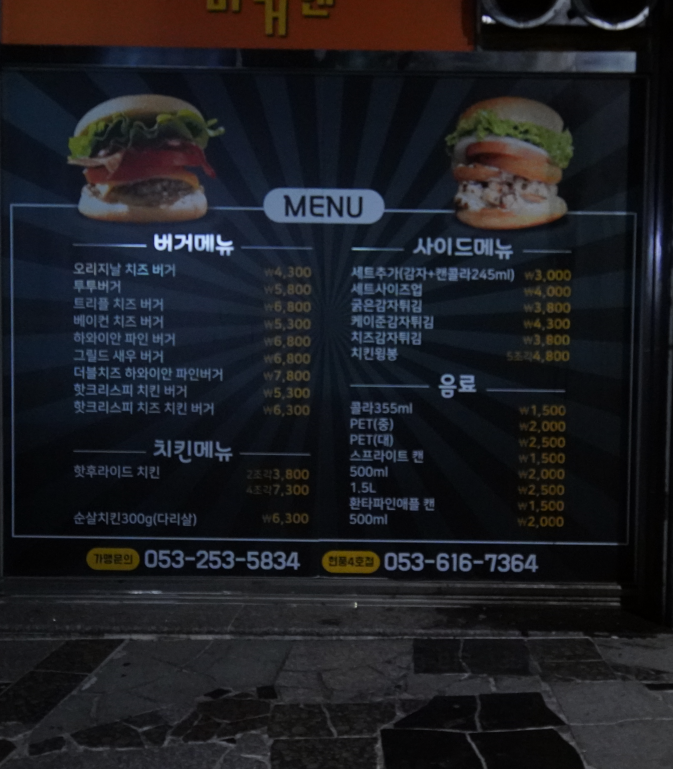 버거맨
MENU
버거메뉴
오리지날 치즈 버거 ₩4,300
투투버거 ₩5,800
트리플 치즈 버거 ₩6,800
베이컨 치즈 버거 ₩5,300
하와이안 파인 버거 ₩6,800
그릴드 새우 버거 ₩6,800
더블치즈 하와이안 파인버거 ₩7,800
핫크리스피 치킨 버거 ₩5,300
핫크리스피 치즈 치킨 버거 ₩6,300
치킨메뉴
핫후라이드 치킨 2조각3,800
4조각7,300
순살치킨300g(다리살) ₩6,300
사이드메뉴
세트추가(감자+캔콜라245ml) ₩3,000
세트사이즈업 ₩4,000
굵은감자튀김 ₩3,800
케이준감자튀김 ₩4,300
치즈감자튀김 ₩3,800
치킨윙봉 5조각4,800
음료
콜라355ml ₩1,500
PET(중) ₩2,000
PET(대) ₩2,500
스프라이트 캔 ₩1,500
500ml ₩2,000
1.5L ₩2,500
환타파인애플 캔 ₩1,500
500ml ₩2,000
가맹문의 053-253-5834 현풍4호점 053-616-7364